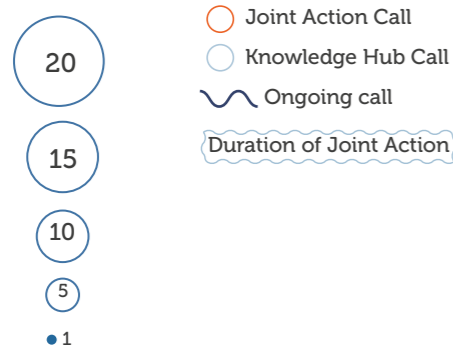 20
15
10
5
1
Joint Action Call
Knowledge Hub Call
Ongoing call
Duration of Joint Action